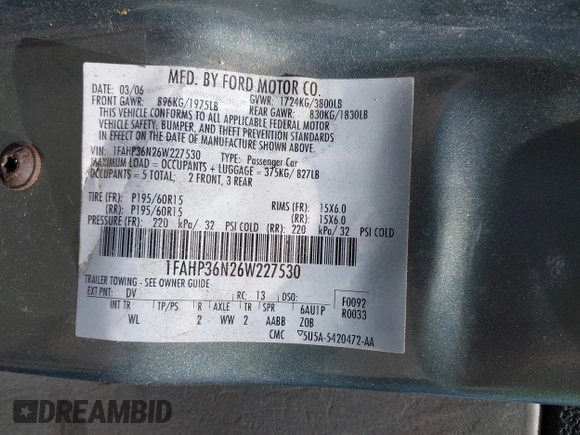 MFD. BY FORD MOTOR CO.
DATE: 03/06 GVWR: 1724KG/3800LB
FRONT GAWR: 896KG/1975LB REAR GAWR: 830KG/1830LB
THIS VEHICLE CONFORMS TO ALL APPLICABLE FEDERAL MOTOR
VEHICLE SAFETY, BUMPER, AND THEFT PREVENTION STANDARDS
IN EFFECT ON THE DATE OF MANUFACTURE SHOWN ABOVE.
VIN: 1FAHP36N26W227530 TYPE: Passenger Car
MAXIMUM LOAD = OCCUPANTS + LUGGAGE = 375KG/ 827LB
OCCUPANTS = 5 TOTAL: 2 FRONT, 3 REAR
TIRE (FR): P195/60R15 RIMS (FR): 15X6.0
(RR): P195/60R15 (RR): 15X6.0
PRESSURE (FR): 220 kPa/ 32 PSI COLD (RR): 220 kPa/ 32 PSI COLD
1FAHP36N26W227530
TRAILER TOWING - SEE OWNER GUIDE
EXT PNT: DV RC: 13 DSO: F0092
INT TR TP/PS R AXLE TR SPR 6AU1P R0033
WL 2 WW 2 AABB ZOB
CMC 5U5A-5420472-AA
DREAMBID